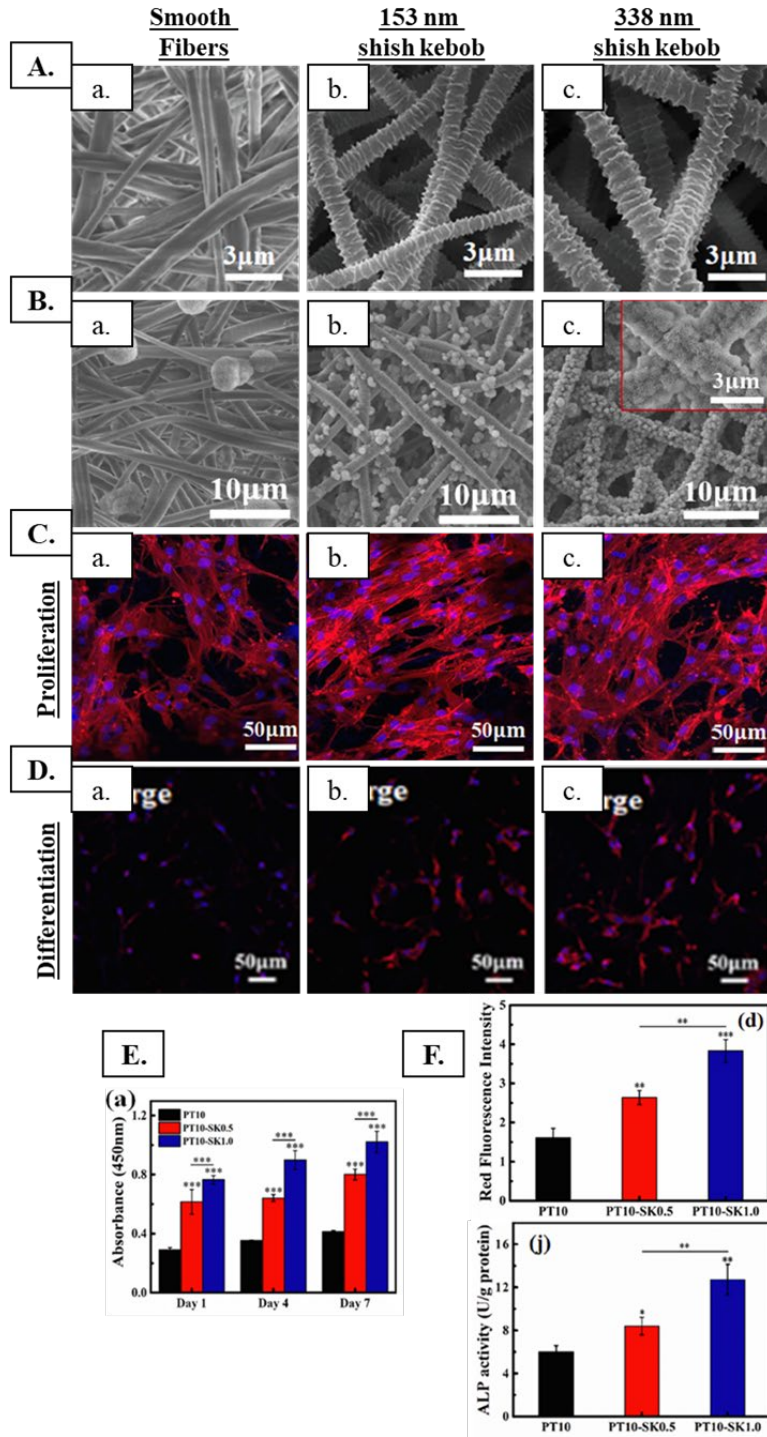 Smooth
Fibers
153 nm
shish kebob
338 nm
shish kebob
A.
a.
b.
c.
3μm
3μm
3μm
B.
a.
b.
c.
3μm
10μm
10μm
10μm
C.
Proliferation
a.
b.
c.
50μm
50μm
50μm
D.
Differentiation
a.
rge
b.
rge
c.
rge
50μm
50μm
50μm
E.
(a)
PT10
PT10-SK0.5
PT10-SK1.0
Absorbance (450nm)
1.2
0.8
0.4
0.0
***
***
***
***
***
***
***
***
***
Day 1
Day 4
Day 7
F.
(d)
Red Fluorescence Intensity
5
4
3
2
1
0
**
**
***
PT10
PT10-SK0.5
PT10-SK1.0
(j)
ALP activity (U/g protein)
16
12
8
4
0
*
**
**
PT10
PT10-SK0.5
PT10-SK1.0